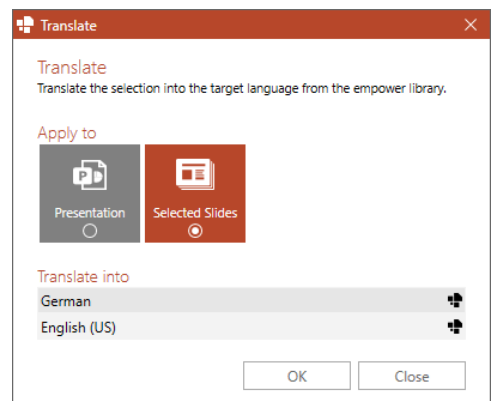 Translate
Translate
Translate the selection into the target language from the empower library.
Apply to
Presentation
Selected Slides
Translate into
German
English (US)
OK
Close